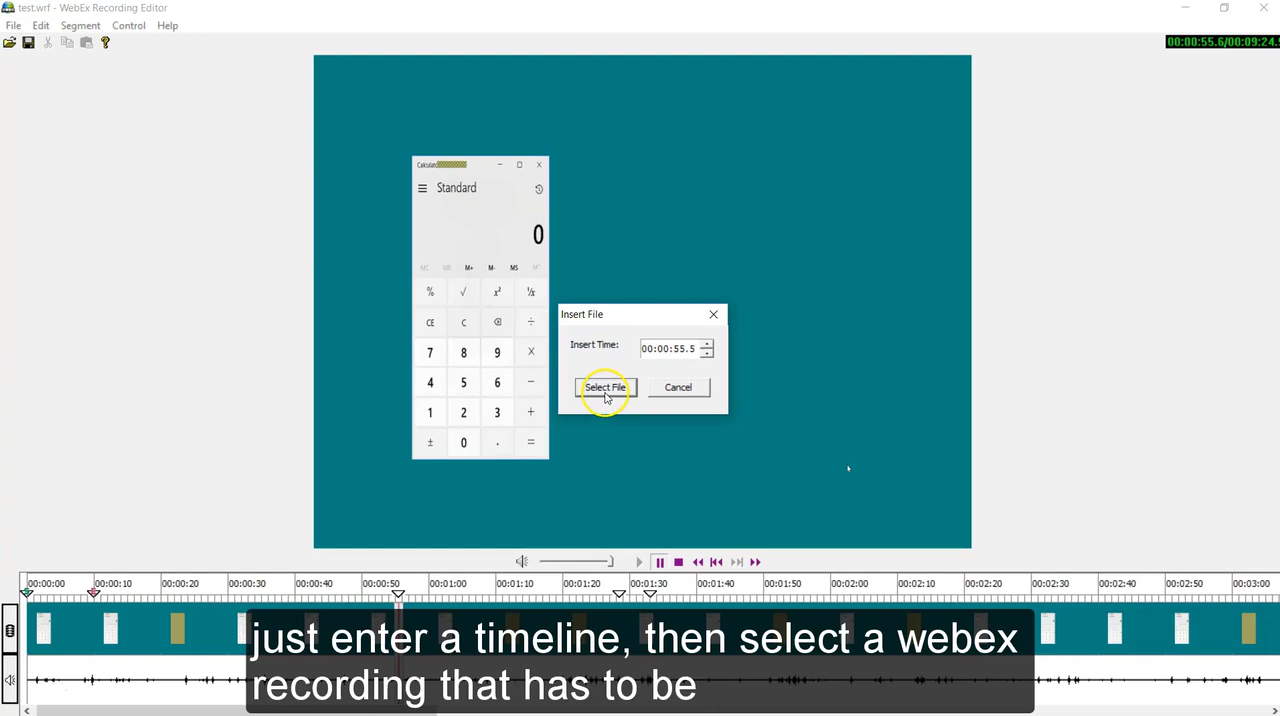 test.wrf - WebEx Recording Editor
File Edit Segment Control Help
00:00:55.6/00:09:24.
Standard
0
MC MR M+ M- MS
% √ x² ¹/x
CE C ÷
7 8 9 ×
4 5 6 −
1 2 3 +
± 0 . =
Insert File
Insert Time: 00:00:55.5
Select File Cancel
00:00:00 00:00:10 00:00:20 00:00:30 00:00:40 00:00:50 00:01:00 00:01:10 00:01:20 00:01:30 00:01:40 00:01:50 00:02:00 00:02:10 00:02:20 00:02:30 00:02:40 00:02:50 00:03:00
just enter a timeline, then select a webex
recording that has to be